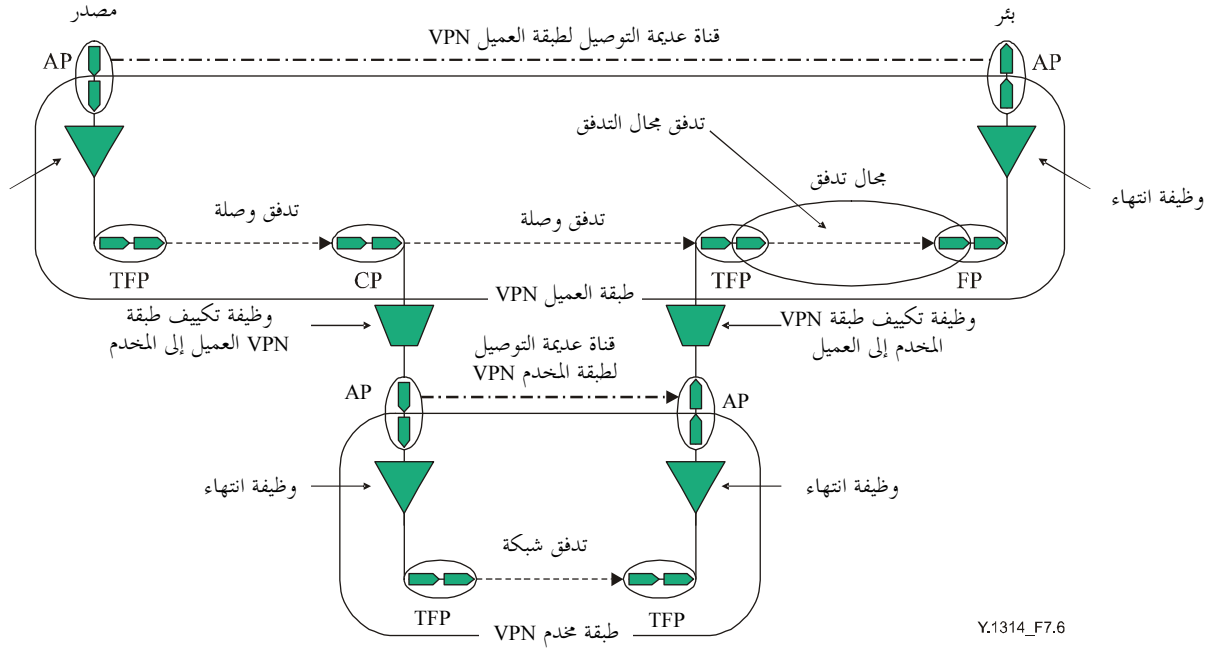 مصدر
بئر
قناة عديمة التوصيل لطبقة العميل VPN
AP
AP
تدفق مجال التدفق
مجال تدفق
وظيفة انتهاء
تدفق وصلة
تدفق وصلة
TFP
CP
TFP
FP
طبقة العميل VPN
وظيفة تكييف طبقة
VPN العميل إلى المخدم
وظيفة تكييف طبقة VPN
المخدم إلى العميل
قناة عديمة التوصيل
لطبقة المخدم VPN
AP
AP
وظيفة انتهاء
وظيفة انتهاء
تدفق شبكة
TFP
TFP
طبقة مخدم VPN
Y.1314_F7.6